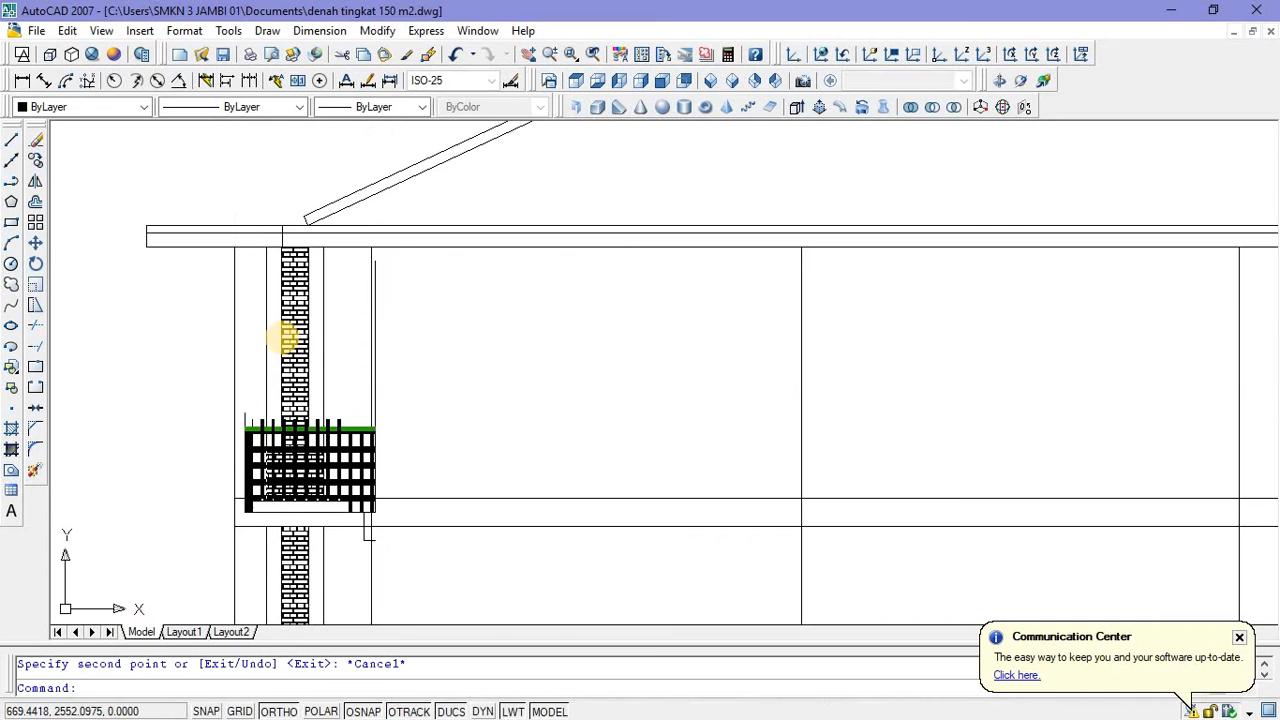 AutoCAD 2007 - [C:\Users\SMKN 3 JAMBI 01\Documents\denah tingkat 150 m2.dwg]
File Edit View Insert Format Tools Draw Dimension Modify Express Window Help
ISO-25
ByLayer ByLayer ByLayer ByColor
Y
X
A
Model Layout1 Layout2
Specify second point or [Exit/Undo] <Exit>: *Cancel*
Command:
Communication Center
The easy way to keep you and your software up-to-date.
Click here.
669.4418, 2552.0975, 0.0000 SNAP GRID ORTHO POLAR OSNAP OTRACK DUCS DYN LWT MODEL